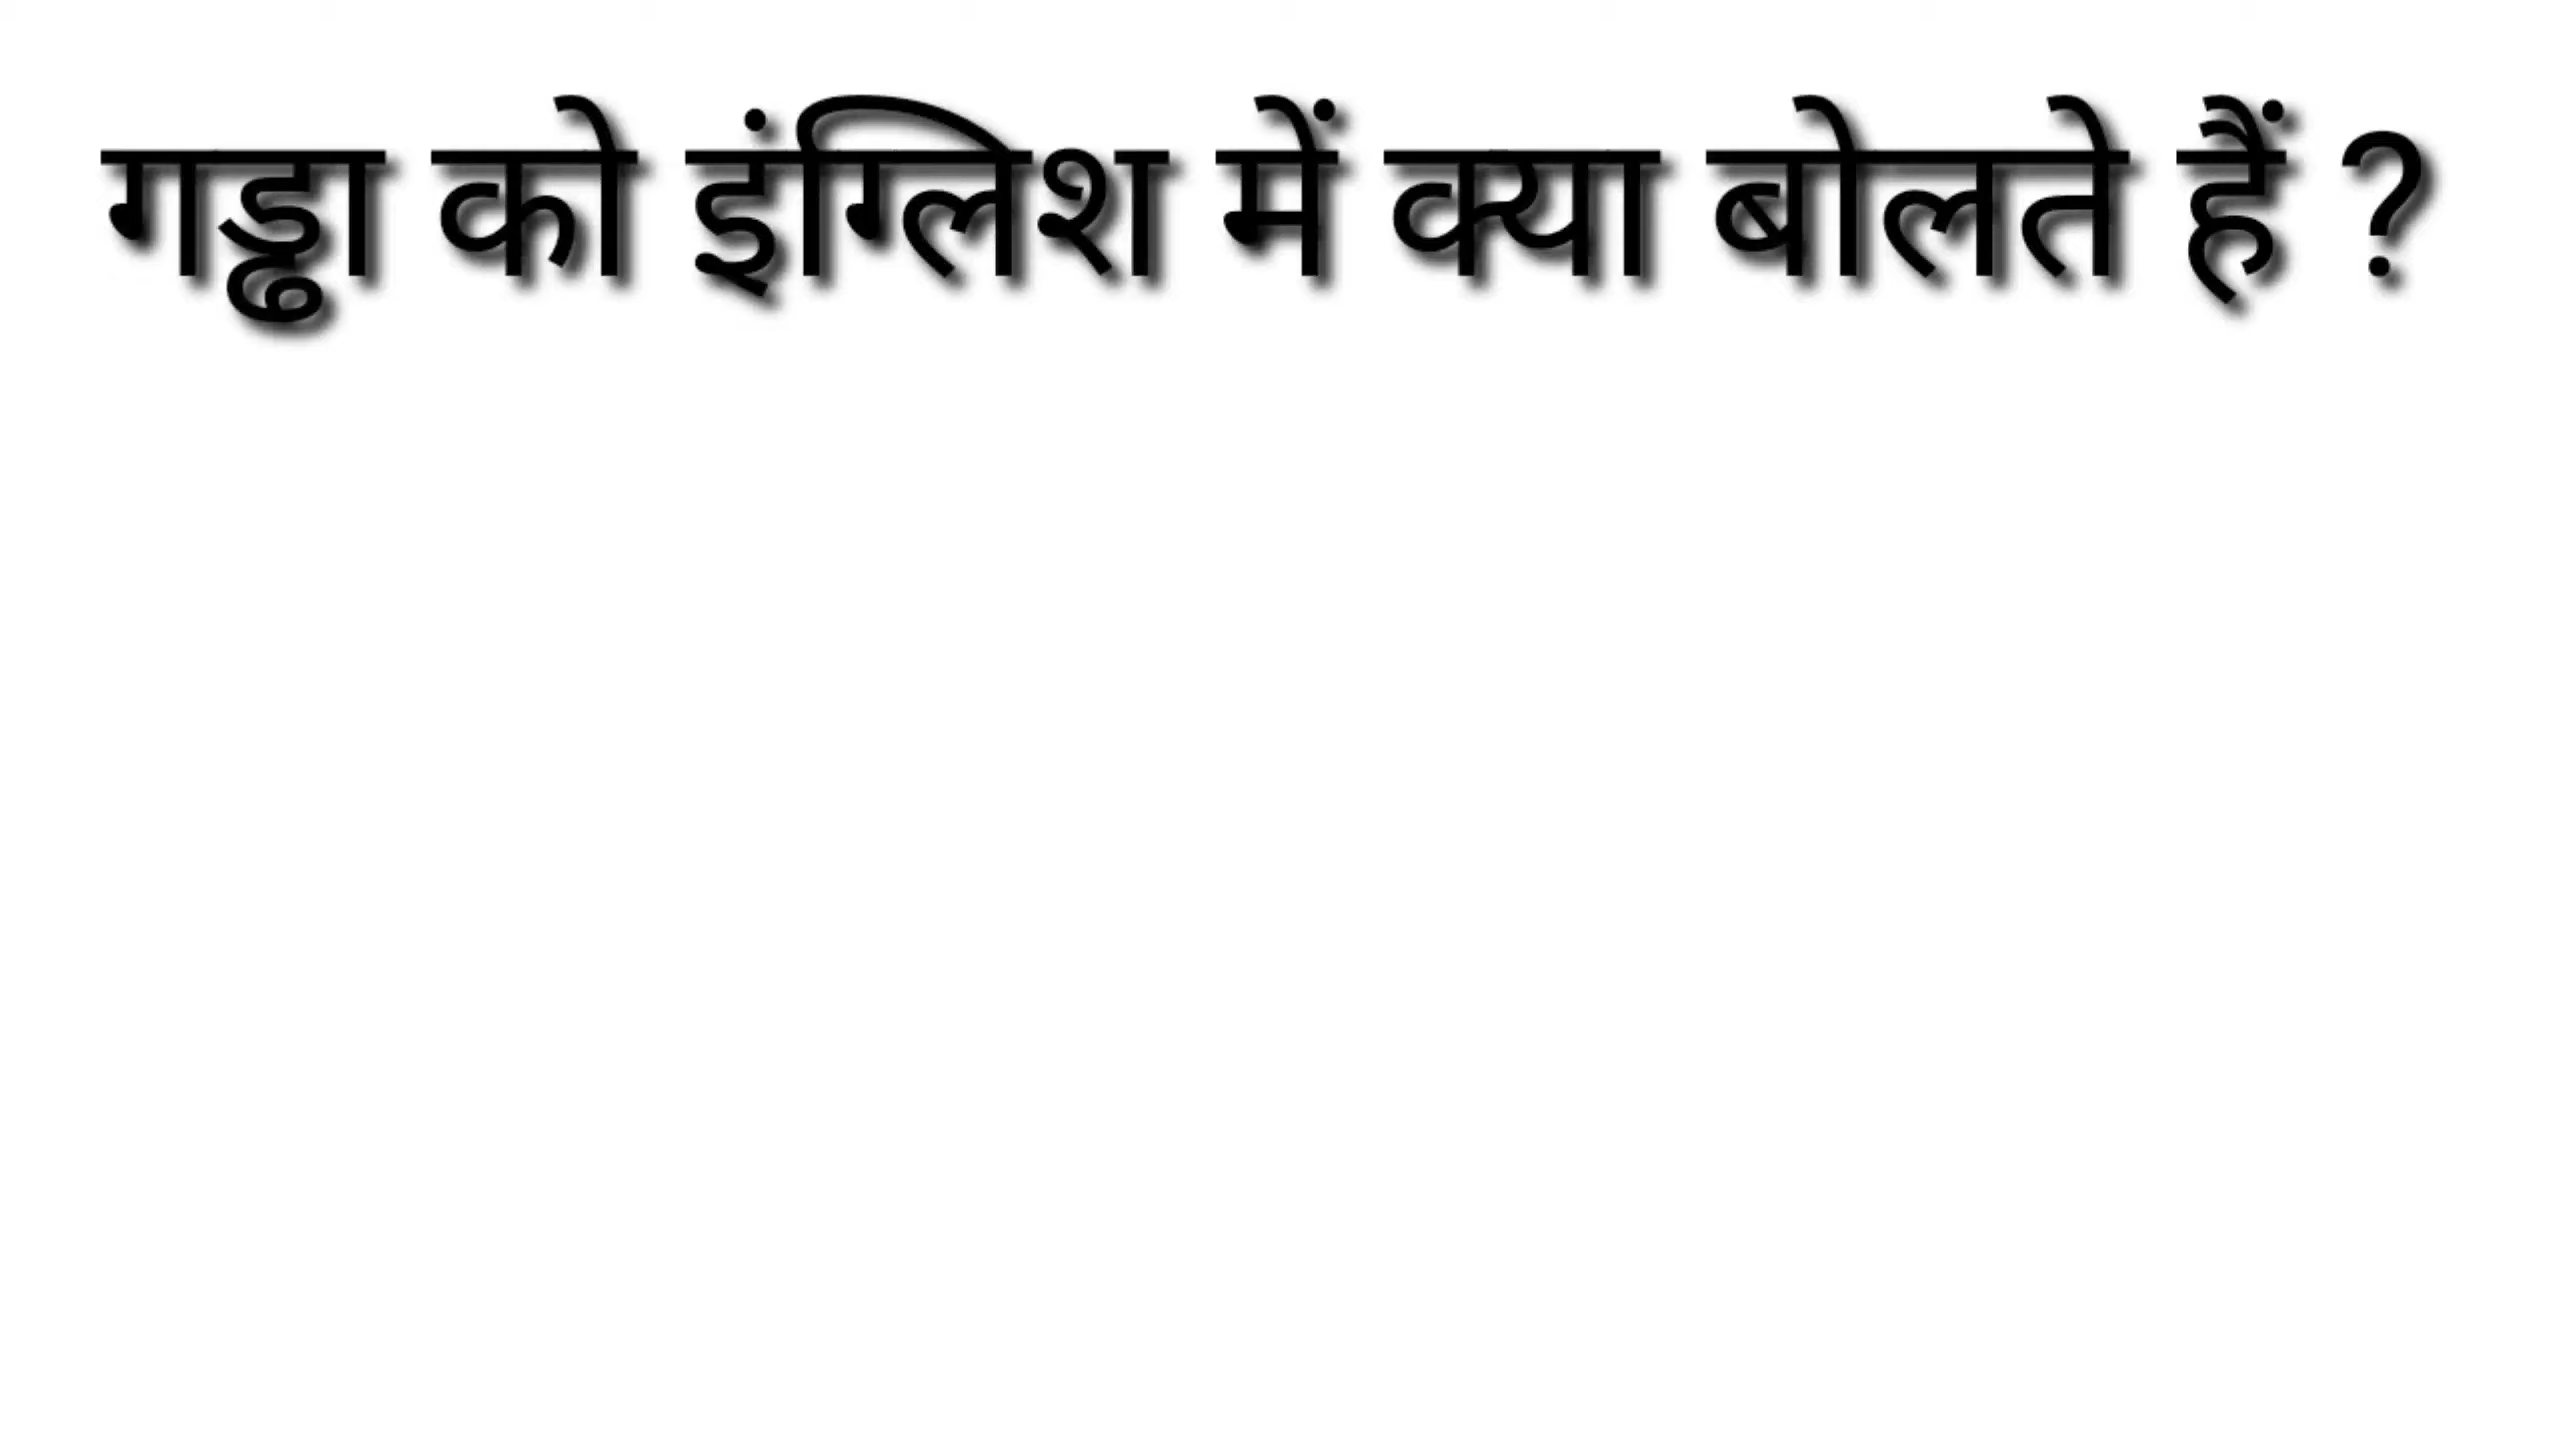 गड्ढा को इंग्लिश में क्या बोलते हैं ?